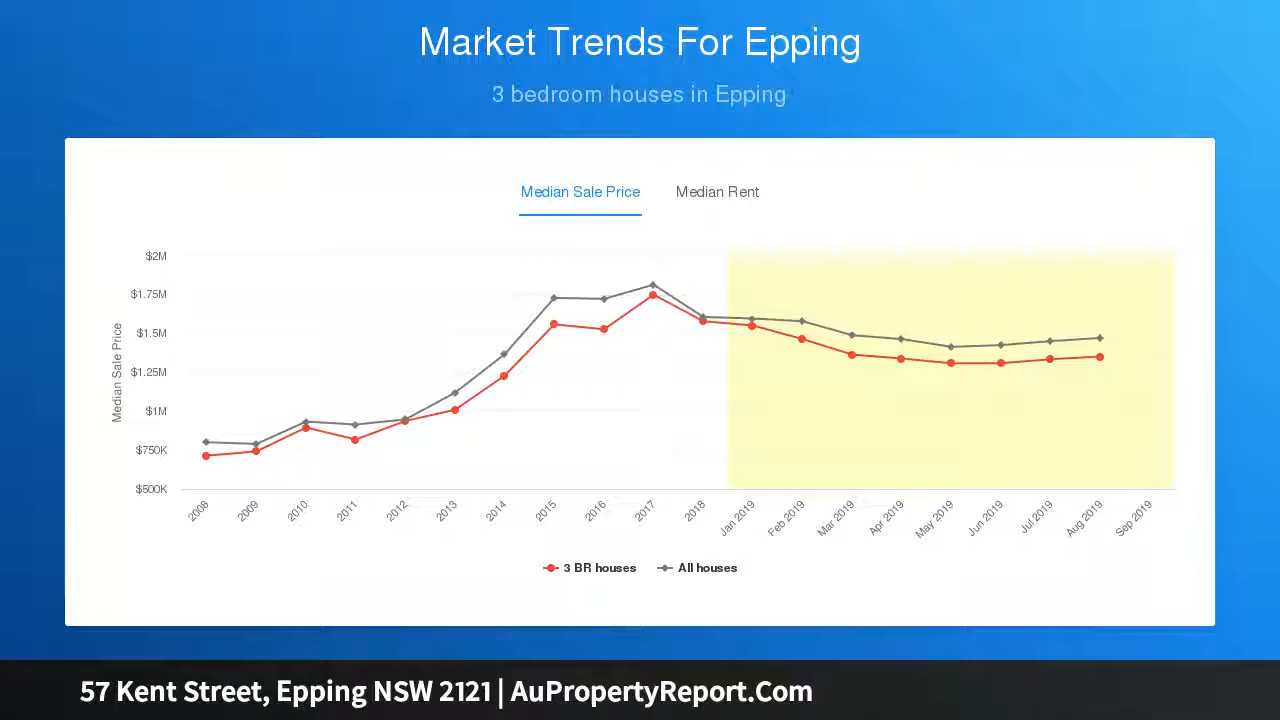 Market Trends For Epping
3 bedroom houses in Epping
Median Sale Price Median Rent
$2M
$1.75M
$1.5M
$1.25M
$1M
$750K
$500K
Median Sale Price
2008 2009 2010 2011 2012 2013 2014 2015 2016 2017 2018 Jan 2019 Feb 2019 Mar 2019 Apr 2019 May 2019 Jun 2019 Jul 2019 Aug 2019 Sep 2019
3 BR houses All houses
57 Kent Street, Epping NSW 2121 | AuPropertyReport.Com